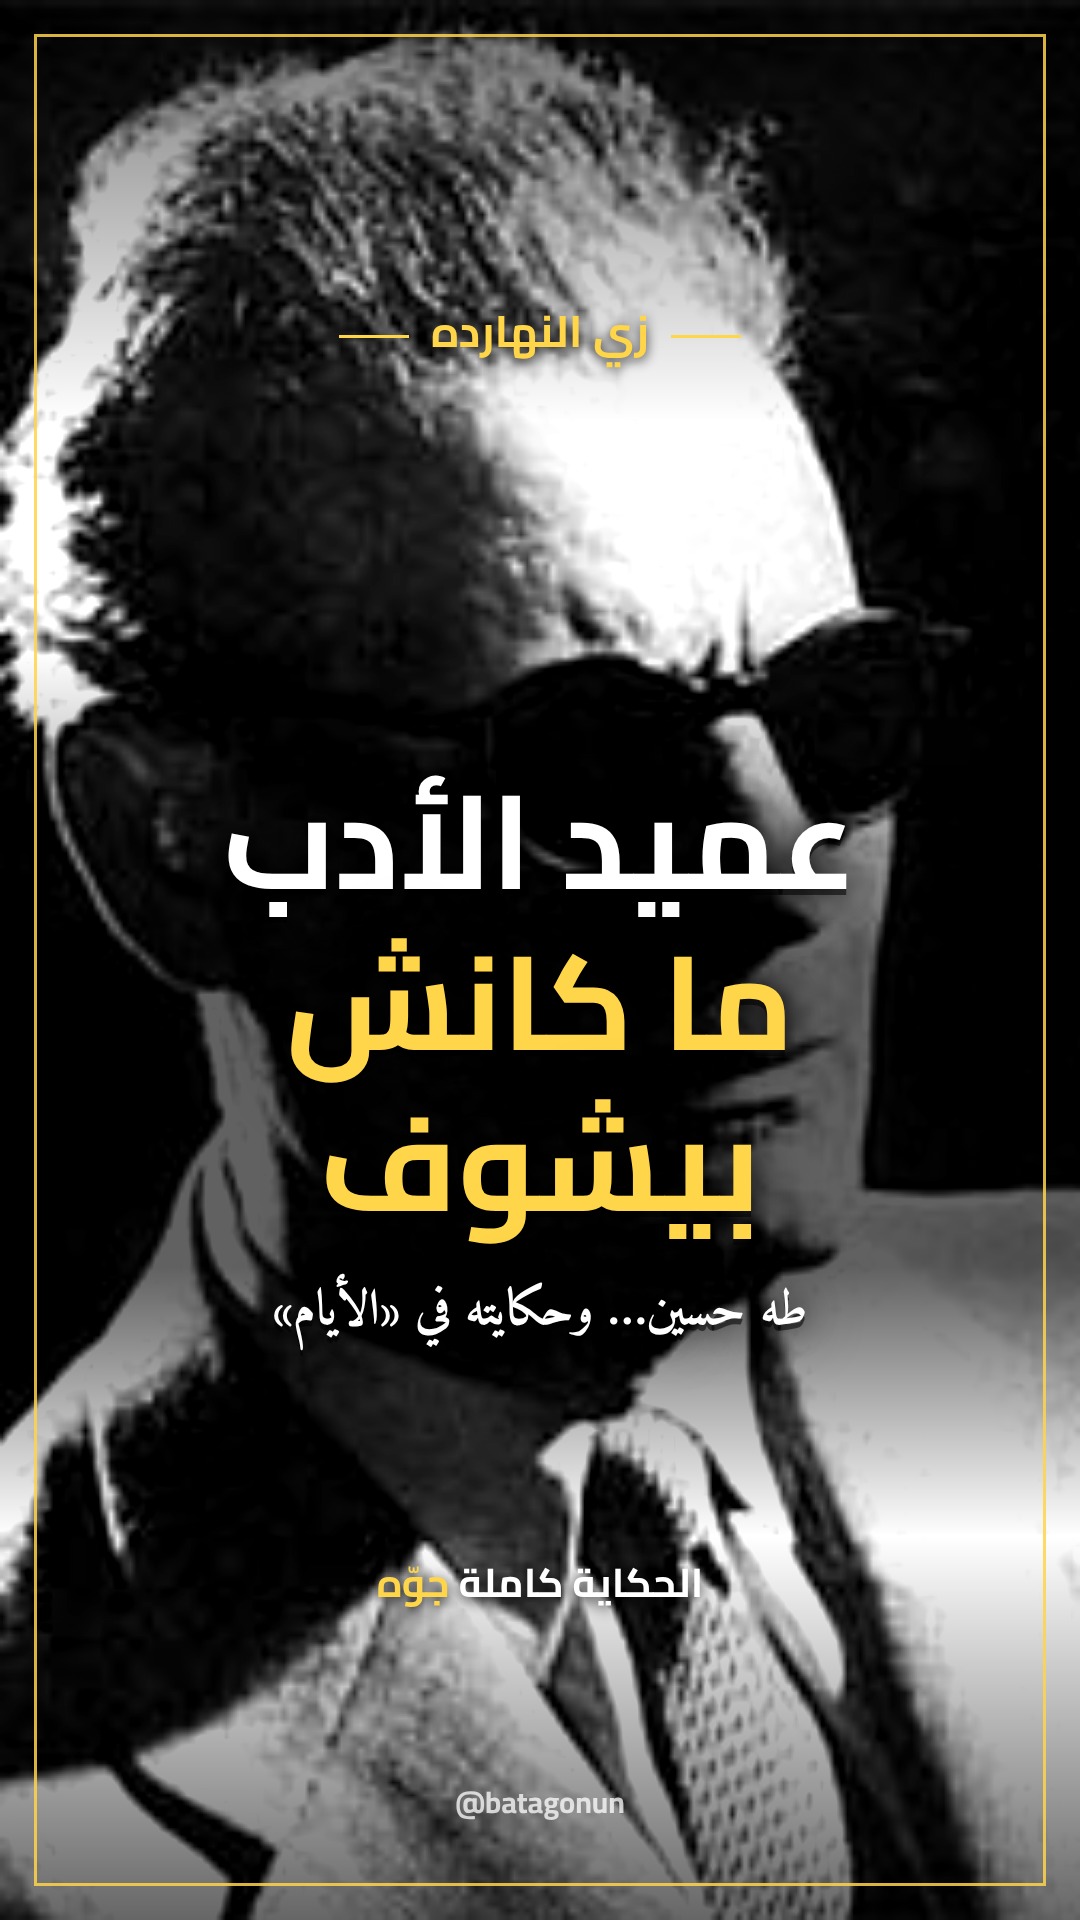 زي النهارده
عميد الأدب
ما كانش
بيشوف
طه حسين... وحكايته في «الأيام»
الحكاية كاملة جوّه
@batagonun